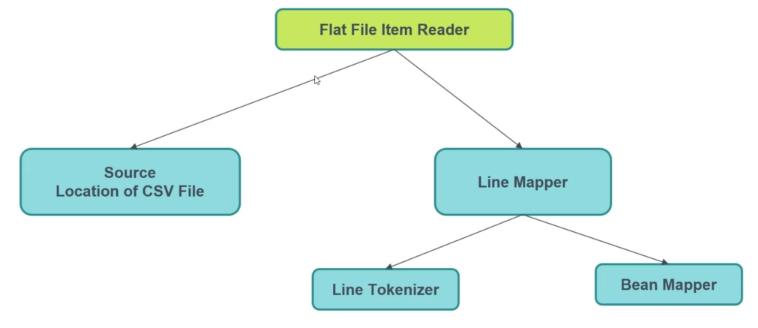 Flat File Item Reader
Source
Location of CSV File
Line Mapper
Line Tokenizer
Bean Mapper